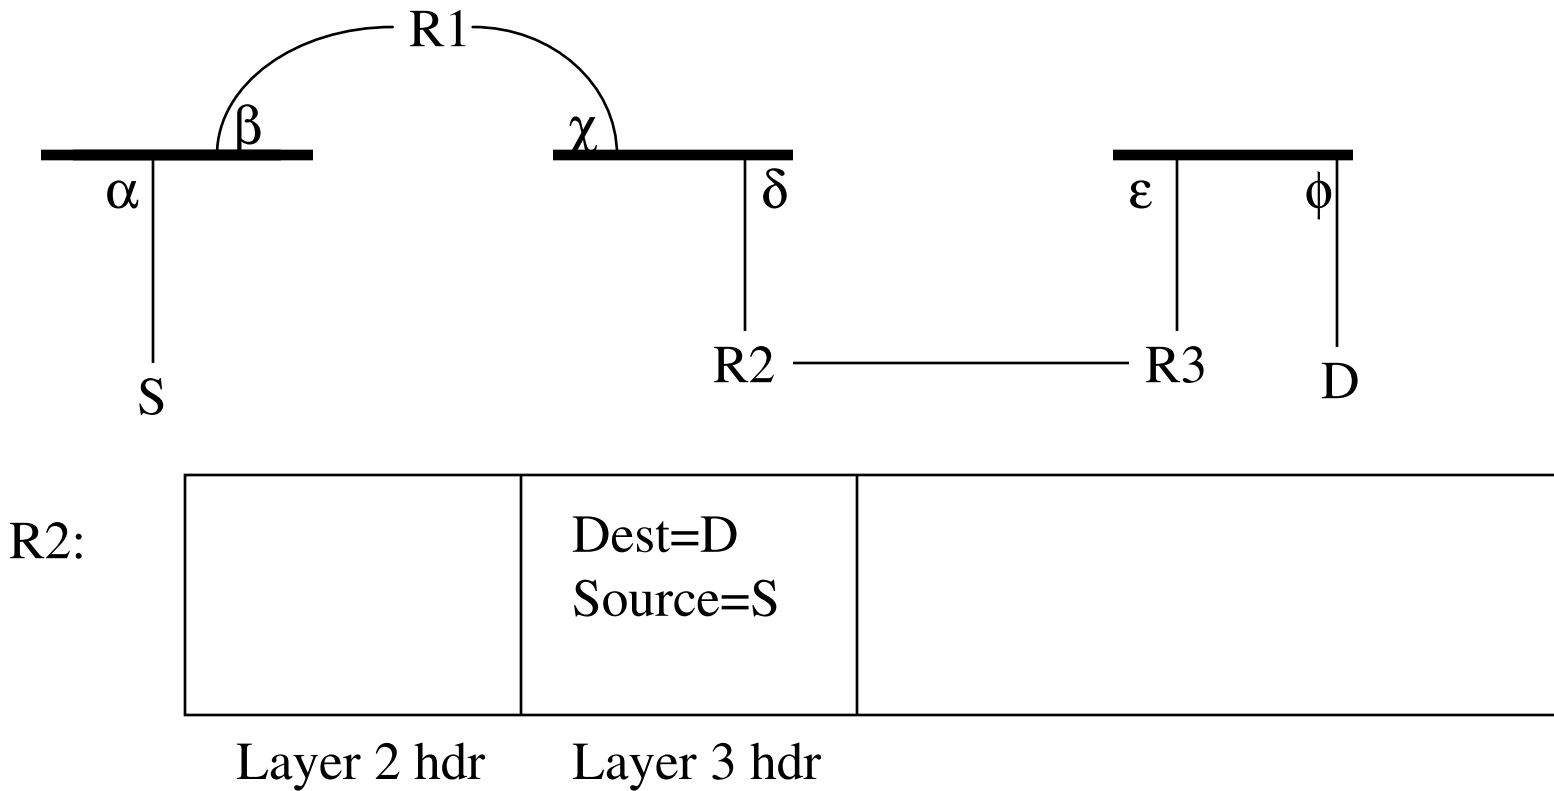 R1
β
χ
α
δ
ε
ϕ
R2
R3
D
S
R2:
Dest=D
Source=S
Layer 2 hdr
Layer 3 hdr